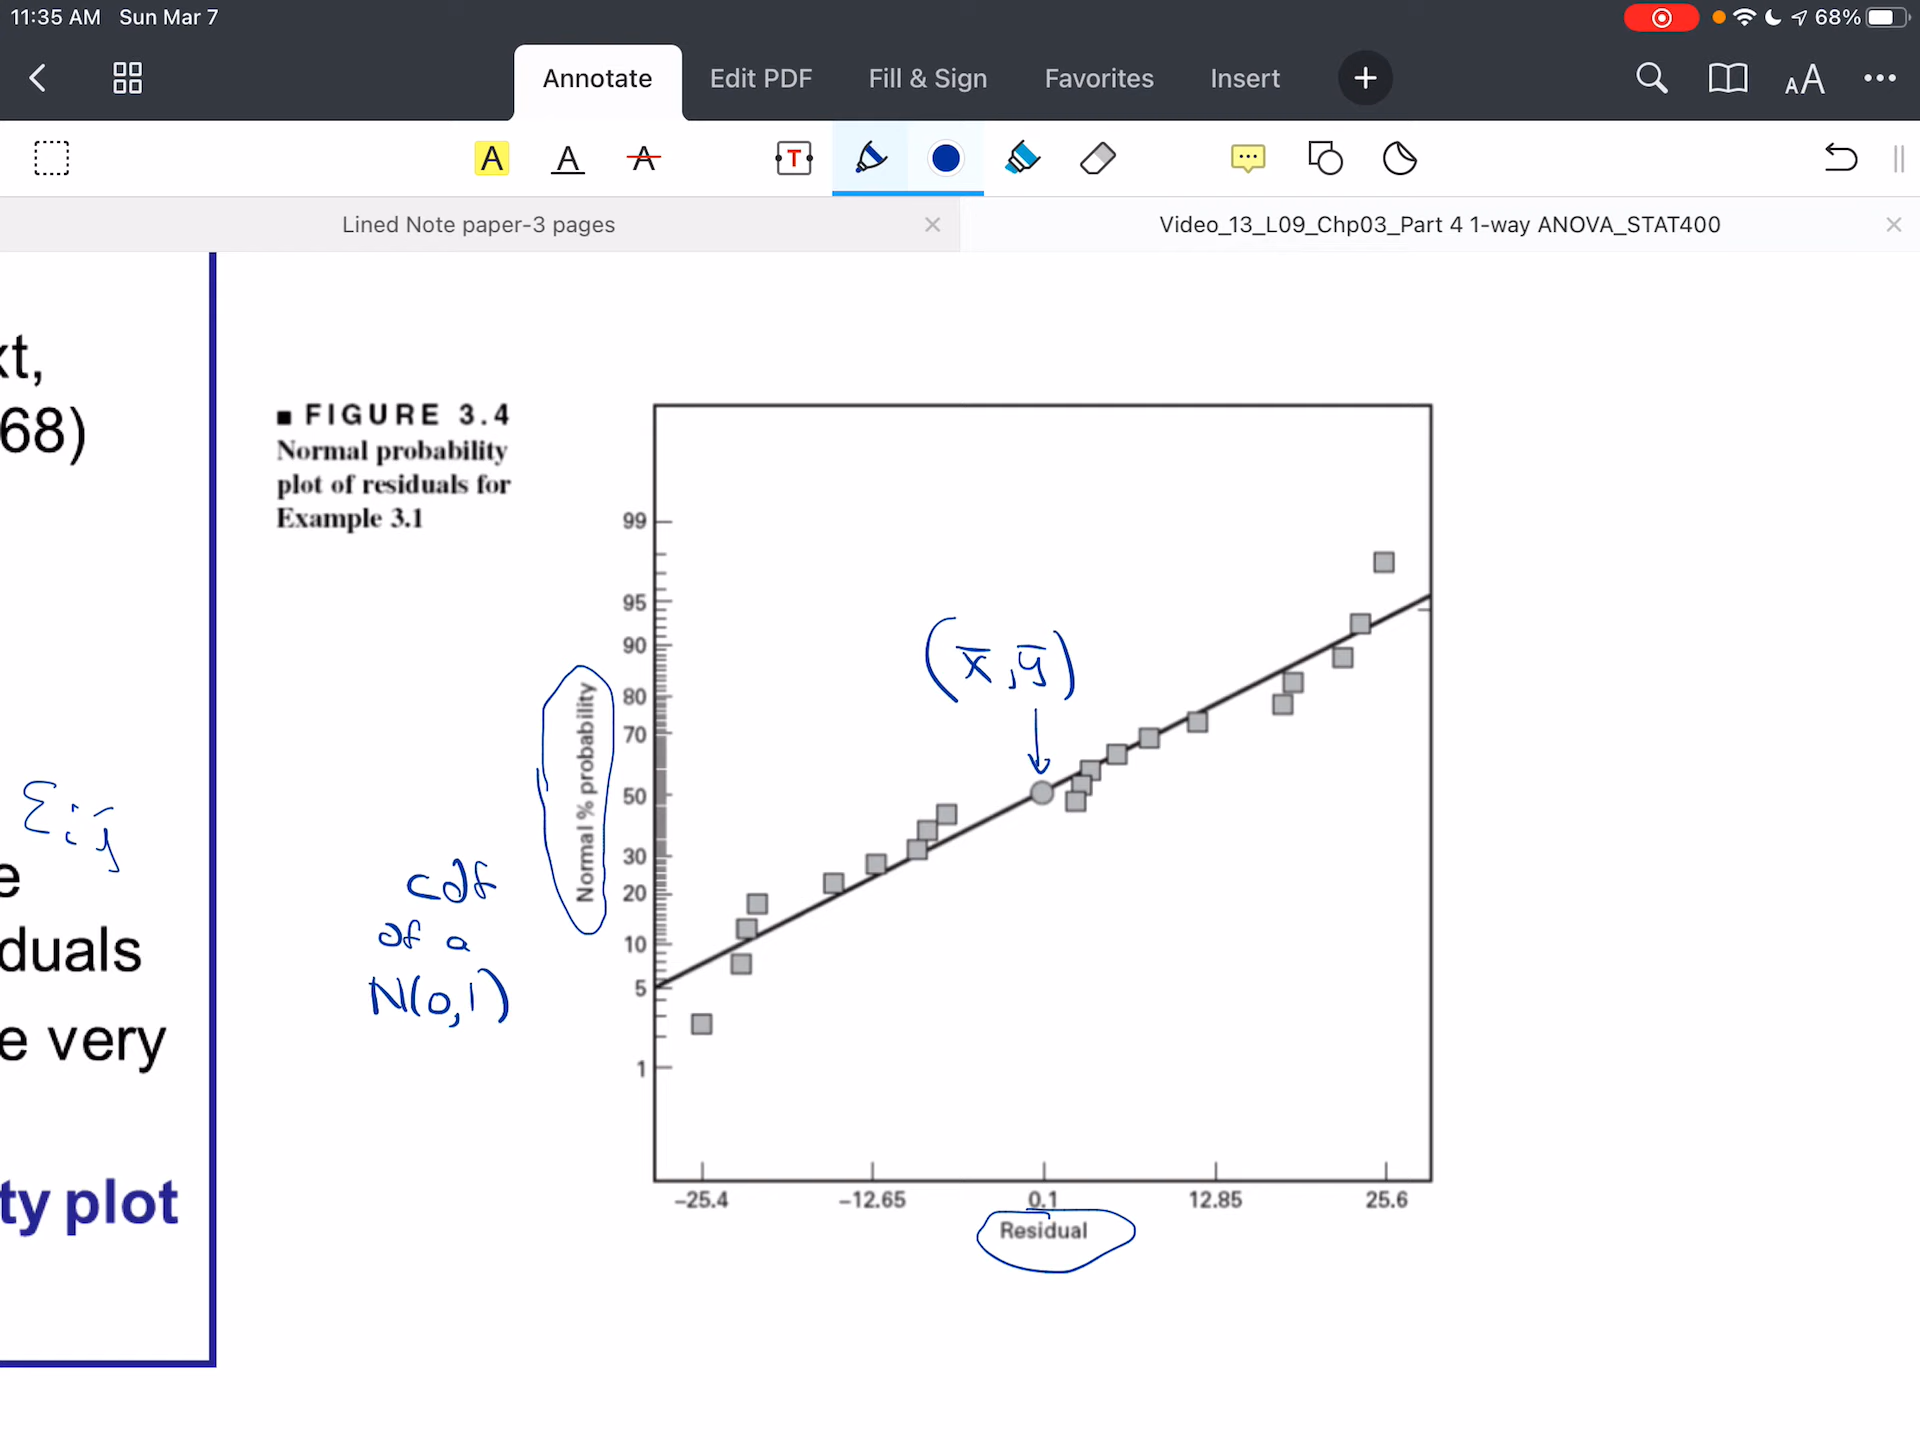 11:35 AM Sun Mar 7
68%
Annotate
Edit PDF
Fill & Sign
Favorites
Insert
AA
A
A
A
T
Lined Note paper-3 pages
Video_13_L09_Chp03_Part 4 1-way ANOVA_STAT400
xt,
68)
Σij
e
duals
e very
ty plot
■ FIGURE 3.4
Normal probability
plot of residuals for
Example 3.1
cdf
of a
N(0,1)
Normal % probability
99
95
90
80
70
50
30
20
10
5
1
(x̄,ȳ)
−25.4
−12.65
0.1
12.85
25.6
Residual